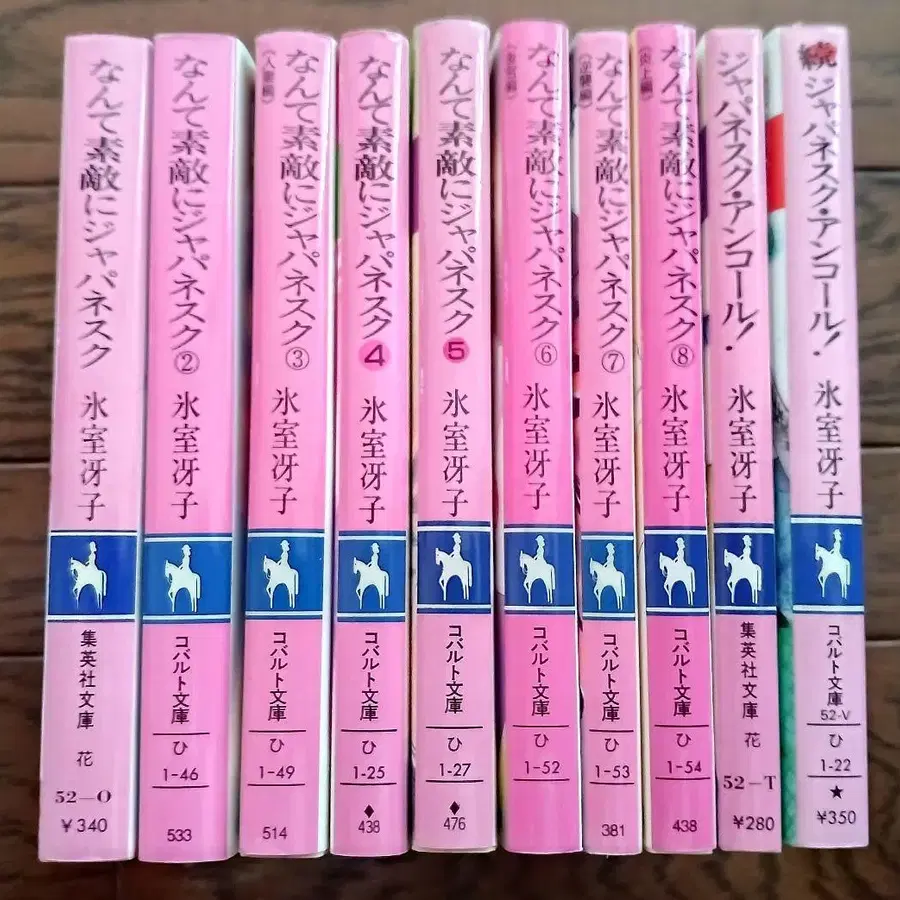 なんて素敵にジャパネスク
氷室冴子
集英社文庫 花
52—O
￥340
なんて素敵にジャパネスク②
氷室冴子
コバルト文庫
ひ
1-46
533
なんて素敵にジャパネスク③
〈人妻編〉
氷室冴子
コバルト文庫
ひ
1-49
514
なんて素敵にジャパネスク4
氷室冴子
コバルト文庫
ひ
1-25
♦
438
なんて素敵にジャパネスク5
氷室冴子
コバルト文庫
ひ
1-27
♦
476
なんて素敵にジャパネスク⑥
氷室冴子
コバルト文庫
ひ
1-52
なんて素敵にジャパネスク⑦
〈逆襲編〉
氷室冴子
コバルト文庫
ひ
1-53
381
なんて素敵にジャパネスク⑧
〈炎上編〉
氷室冴子
コバルト文庫
ひ
1-54
438
ジャパネスク・アンコール!
氷室冴子
集英社文庫 花
52—T
¥280
続ジャパネスク・アンコール!
氷室冴子
コバルト文庫
52-V
ひ
1-22
★
¥350